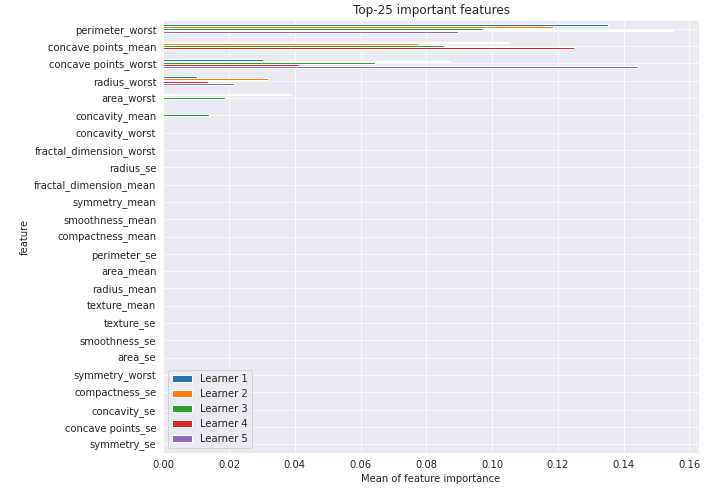 Top-25 important features
perimeter_worst
concave points_mean
concave points_worst
radius_worst
area_worst
concavity_mean
concavity_worst
fractal_dimension_worst
radius_se
fractal_dimension_mean
symmetry_mean
smoothness_mean
compactness_mean
perimeter_se
area_mean
radius_mean
texture_mean
texture_se
smoothness_se
area_se
symmetry_worst
compactness_se
concavity_se
concave points_se
symmetry_se
feature
Learner 1
Learner 2
Learner 3
Learner 4
Learner 5
0.00 0.02 0.04 0.06 0.08 0.10 0.12 0.14 0.16
Mean of feature importance